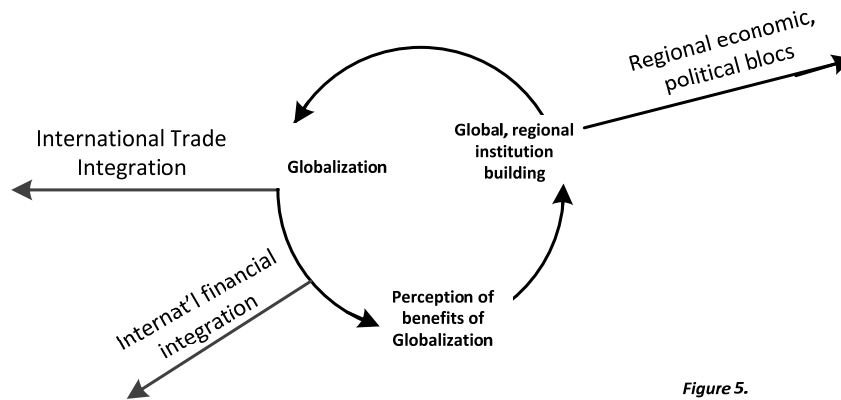 Regional economic,
political blocs
International Trade
Integration
Global, regional
institution
building
Globalization
Internat'l financial
integration
Perception of
benefits of
Globalization
Figure 5.